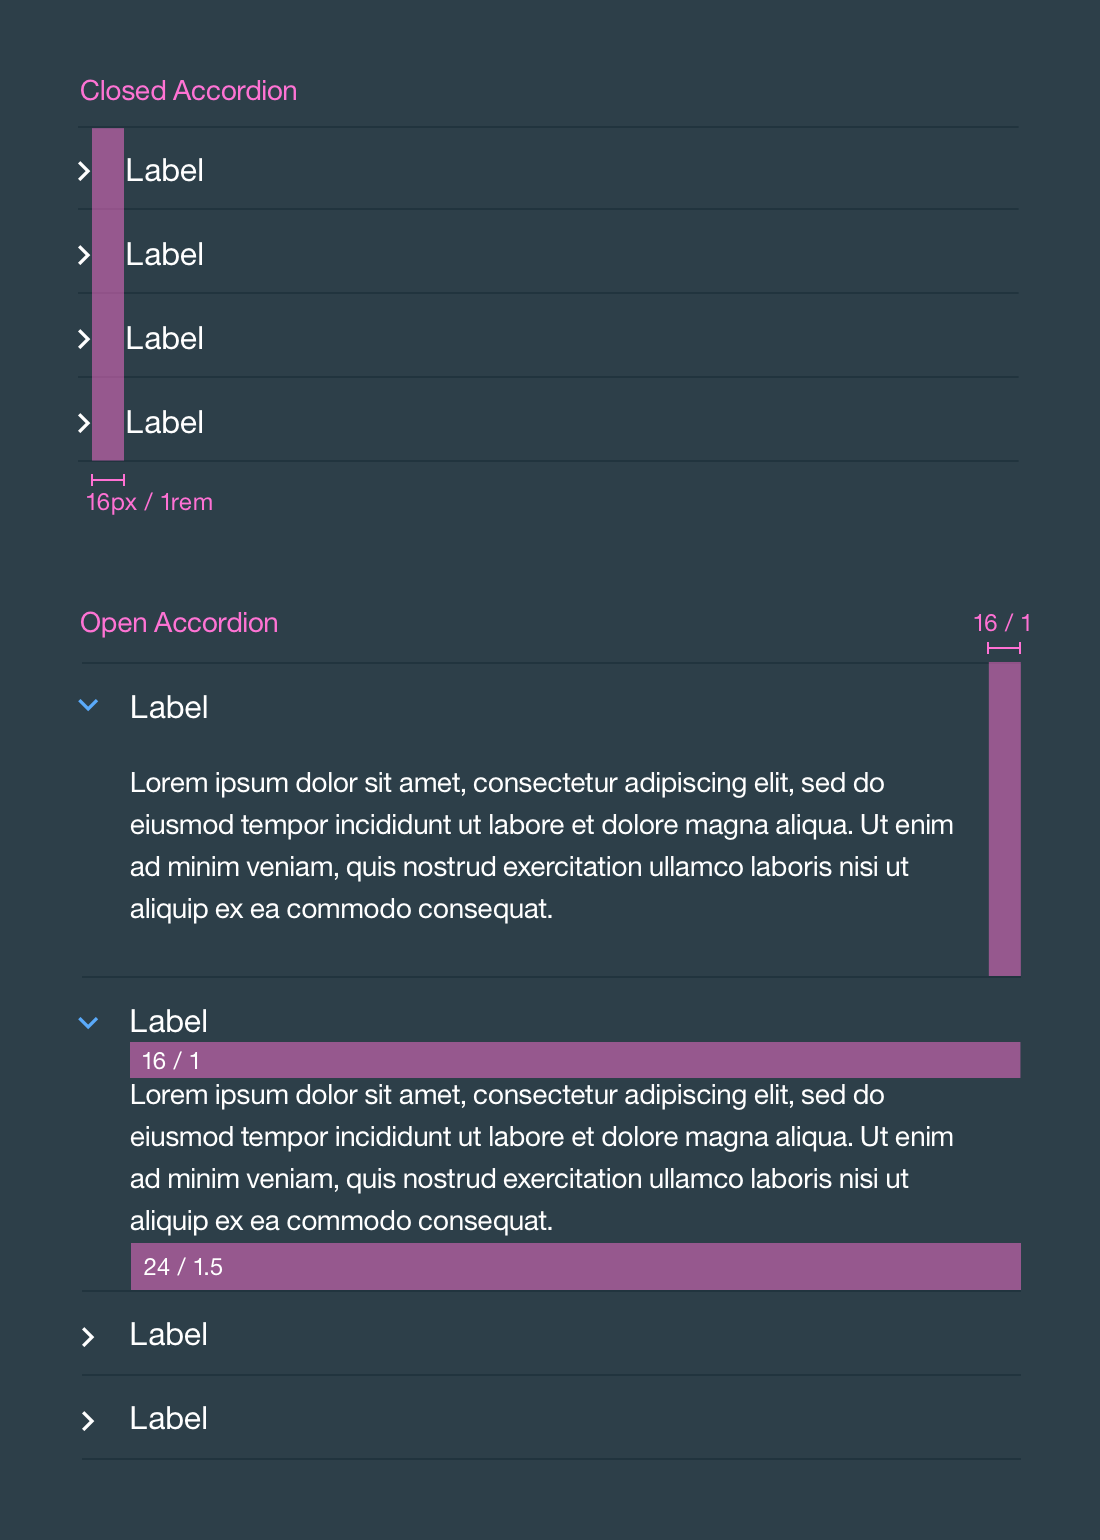 Closed Accordion
Label
Label
Label
Label
16px / 1rem
Open Accordion
16 / 1
Label
Lorem ipsum dolor sit amet, consectetur adipiscing elit, sed do
eiusmod tempor incididunt ut labore et dolore magna aliqua. Ut enim
ad minim veniam, quis nostrud exercitation ullamco laboris nisi ut
aliquip ex ea commodo consequat.
Label
16 / 1
Lorem ipsum dolor sit amet, consectetur adipiscing elit, sed do
eiusmod tempor incididunt ut labore et dolore magna aliqua. Ut enim
ad minim veniam, quis nostrud exercitation ullamco laboris nisi ut
aliquip ex ea commodo consequat.
24 / 1.5
Label
Label